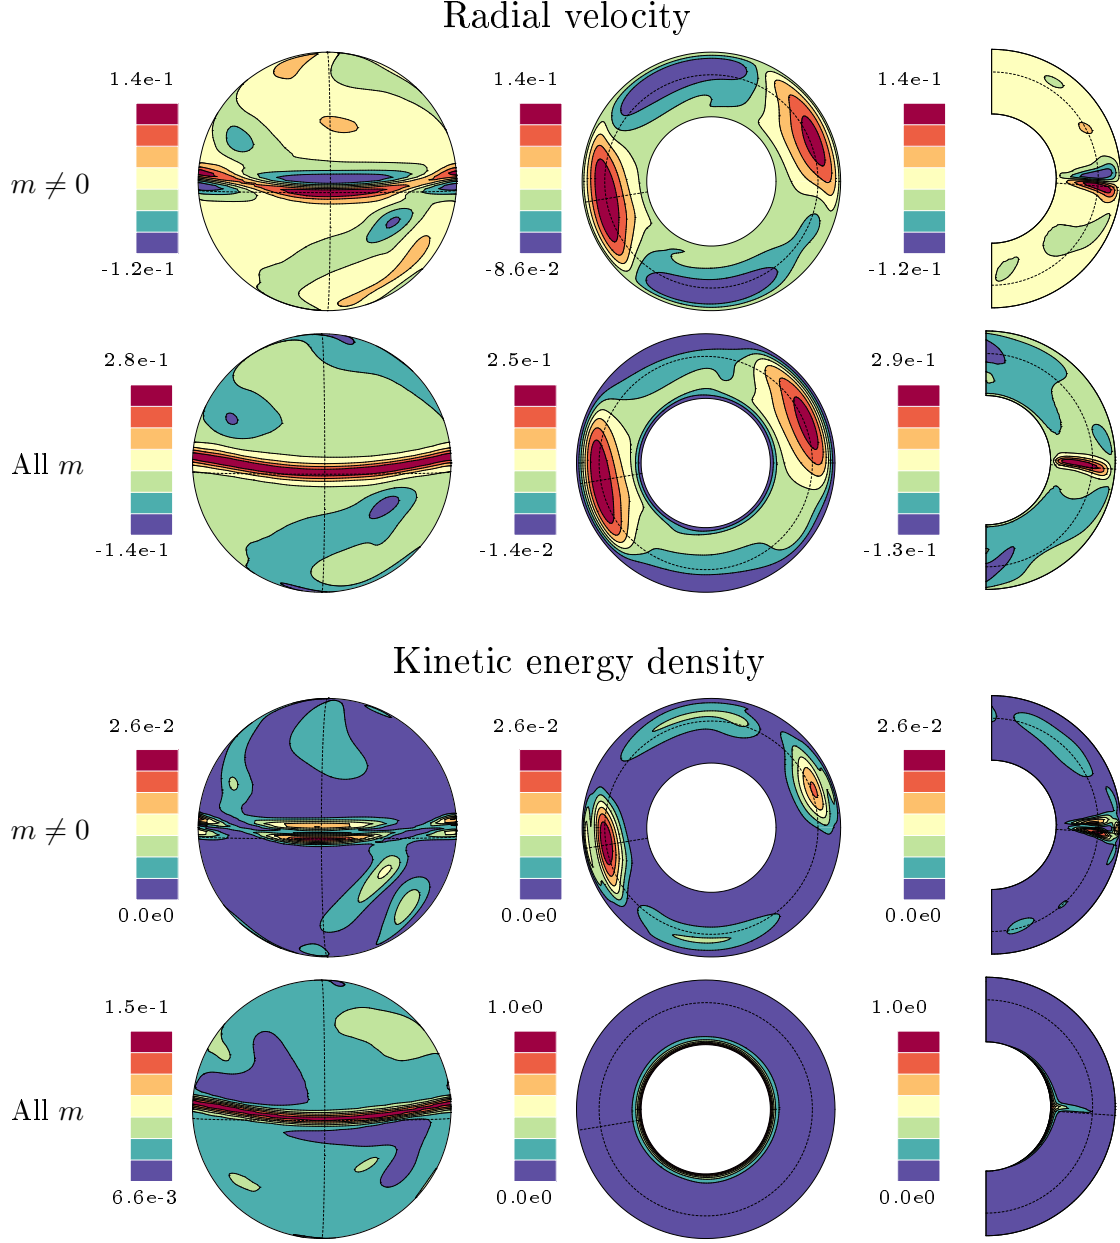 Radial velocity
1.4e-1 1.4e-1 1.4e-1
m ≠ 0
-1.2e-1 -8.6e-2 -1.2e-1
2.8e-1 2.5e-1 2.9e-1
All m
-1.4e-1 -1.4e-2 -1.3e-1
Kinetic energy density
2.6e-2 2.6e-2 2.6e-2
m ≠ 0
0.0e0 0.0e0 0.0e0
1.5e-1 1.0e0 1.0e0
All m
6.6e-3 0.0e0 0.0e0